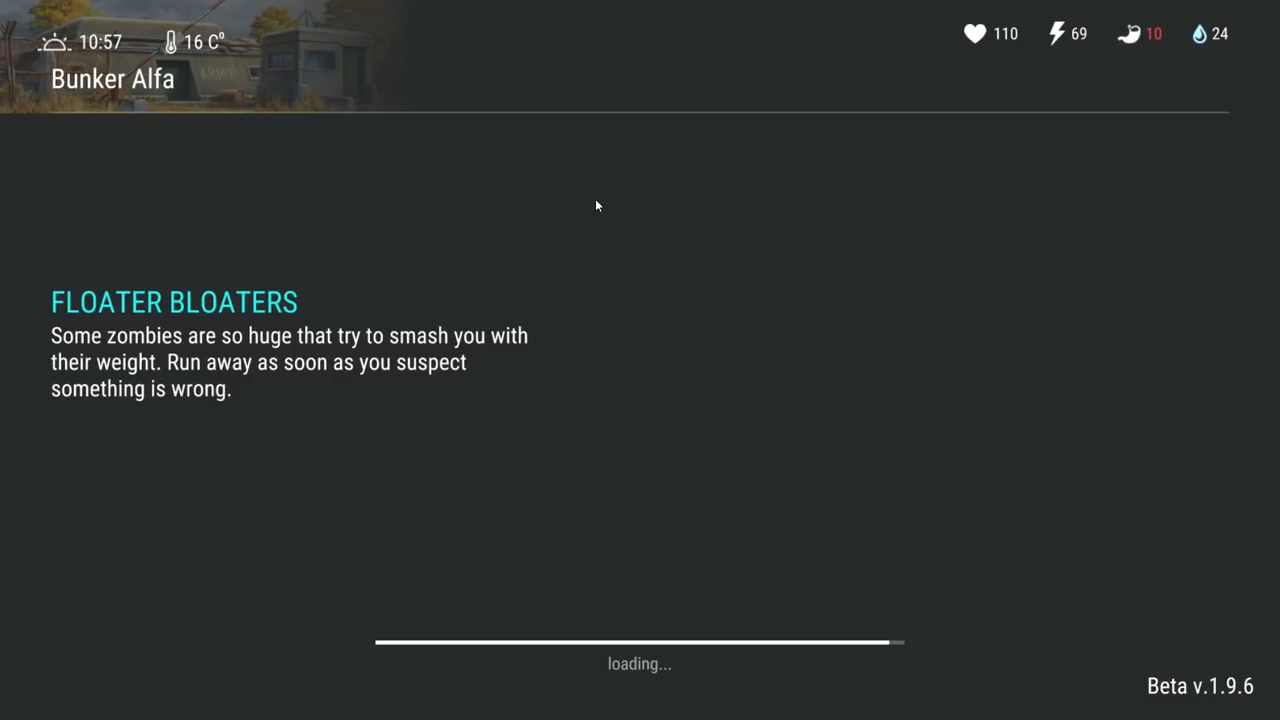 10:57 16 C⁰ 110 69 10 24
Bunker Alfa
ARMY
FLOATER BLOATERS
Some zombies are so huge that try to smash you with
their weight. Run away as soon as you suspect
something is wrong.
loading...
Beta v.1.9.6